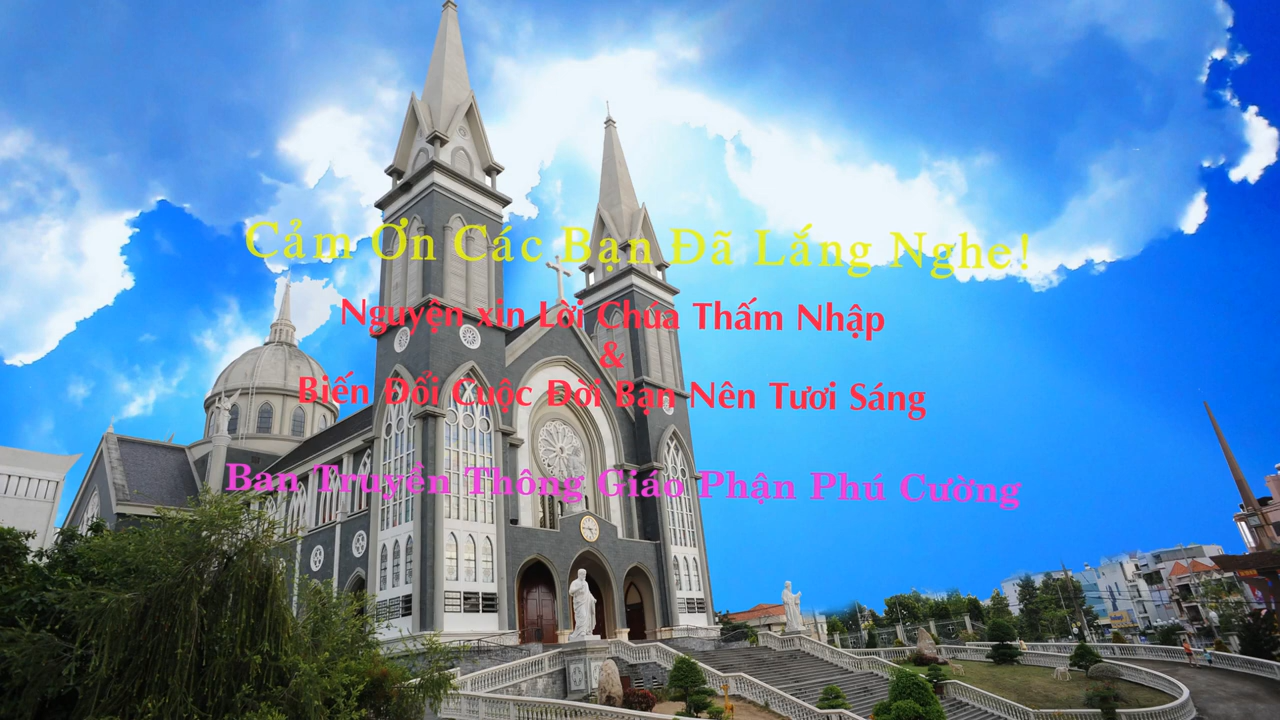 Cảm Ơn Các Bạn Đã Lắng Nghe!
Nguyện xin Lời Chúa Thấm Nhập
&
Biến Đổi Cuộc Đời Bạn Nên Tươi Sáng
Ban Truyền Thông Giáo Phận Phú Cường